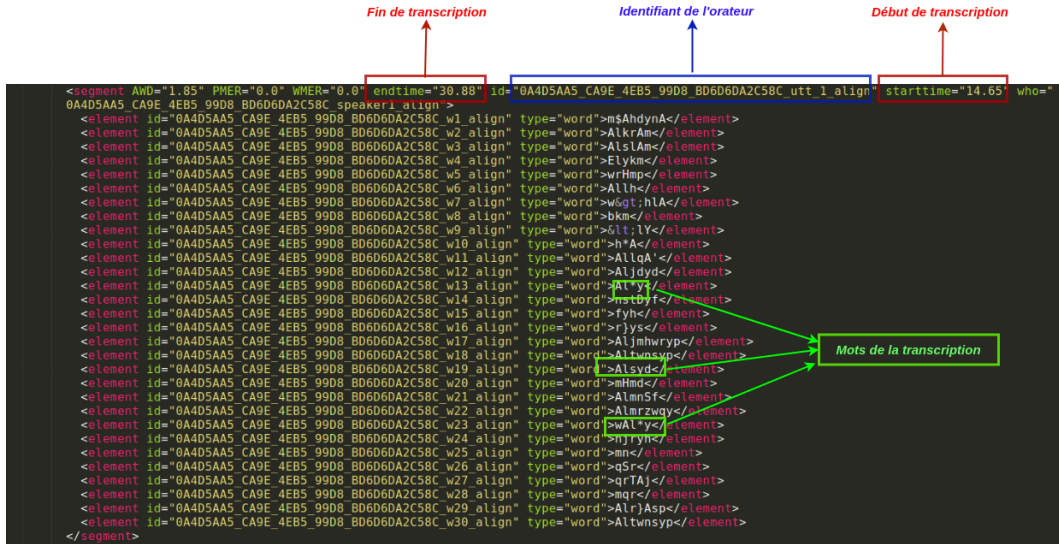 Fin de transcription
Identifiant de l'orateur
Début de transcription
<segment AWD="1.85" PMER="0.0" WMER="0.0" endtime="30.88" id="0A4D5AA5_CA9E_4EB5_99D8_BD6D6DA2C58C_utt_1_align" starttime="14.65" who="
0A4D5AA5_CA9E_4EB5_99D8_BD6D6DA2C58C_speaker1_align">
<element id="0A4D5AA5_CA9E_4EB5_99D8_BD6D6DA2C58C_w1_align" type="word">m$AhdynA</element>
<element id="0A4D5AA5_CA9E_4EB5_99D8_BD6D6DA2C58C_w2_align" type="word">AlkrAm</element>
<element id="0A4D5AA5_CA9E_4EB5_99D8_BD6D6DA2C58C_w3_align" type="word">AlslAm</element>
<element id="0A4D5AA5_CA9E_4EB5_99D8_BD6D6DA2C58C_w4_align" type="word">Elykm</element>
<element id="0A4D5AA5_CA9E_4EB5_99D8_BD6D6DA2C58C_w5_align" type="word">wrHmp</element>
<element id="0A4D5AA5_CA9E_4EB5_99D8_BD6D6DA2C58C_w6_align" type="word">Allh</element>
<element id="0A4D5AA5_CA9E_4EB5_99D8_BD6D6DA2C58C_w7_align" type="word">w&gt;hlA</element>
<element id="0A4D5AA5_CA9E_4EB5_99D8_BD6D6DA2C58C_w8_align" type="word">bkm</element>
<element id="0A4D5AA5_CA9E_4EB5_99D8_BD6D6DA2C58C_w9_align" type="word">&lt;lY</element>
<element id="0A4D5AA5_CA9E_4EB5_99D8_BD6D6DA2C58C_w10_align" type="word">h*A</element>
<element id="0A4D5AA5_CA9E_4EB5_99D8_BD6D6DA2C58C_w11_align" type="word">AllqA'</element>
<element id="0A4D5AA5_CA9E_4EB5_99D8_BD6D6DA2C58C_w12_align" type="word">Aljdyd</element>
<element id="0A4D5AA5_CA9E_4EB5_99D8_BD6D6DA2C58C_w13_align" type="word">Al*y</element>
<element id="0A4D5AA5_CA9E_4EB5_99D8_BD6D6DA2C58C_w14_align" type="word">nstDyf</element>
<element id="0A4D5AA5_CA9E_4EB5_99D8_BD6D6DA2C58C_w15_align" type="word">fyh</element>
<element id="0A4D5AA5_CA9E_4EB5_99D8_BD6D6DA2C58C_w16_align" type="word">r}ys</element>
<element id="0A4D5AA5_CA9E_4EB5_99D8_BD6D6DA2C58C_w17_align" type="word">Aljmhwryp</element>
<element id="0A4D5AA5_CA9E_4EB5_99D8_BD6D6DA2C58C_w18_align" type="word">Altwnsyp</element>
Mots de la transcription
<element id="0A4D5AA5_CA9E_4EB5_99D8_BD6D6DA2C58C_w19_align" type="word">Alsyd</element>
<element id="0A4D5AA5_CA9E_4EB5_99D8_BD6D6DA2C58C_w20_align" type="word">mHmd</element>
<element id="0A4D5AA5_CA9E_4EB5_99D8_BD6D6DA2C58C_w21_align" type="word">AlmnSf</element>
<element id="0A4D5AA5_CA9E_4EB5_99D8_BD6D6DA2C58C_w22_align" type="word">Almrzwqy</element>
<element id="0A4D5AA5_CA9E_4EB5_99D8_BD6D6DA2C58C_w23_align" type="word">wAl*y</element>
<element id="0A4D5AA5_CA9E_4EB5_99D8_BD6D6DA2C58C_w24_align" type="word">njryh</element>
<element id="0A4D5AA5_CA9E_4EB5_99D8_BD6D6DA2C58C_w25_align" type="word">mn</element>
<element id="0A4D5AA5_CA9E_4EB5_99D8_BD6D6DA2C58C_w26_align" type="word">qSr</element>
<element id="0A4D5AA5_CA9E_4EB5_99D8_BD6D6DA2C58C_w27_align" type="word">qrTAj</element>
<element id="0A4D5AA5_CA9E_4EB5_99D8_BD6D6DA2C58C_w28_align" type="word">mqr</element>
<element id="0A4D5AA5_CA9E_4EB5_99D8_BD6D6DA2C58C_w29_align" type="word">Alr}Asp</element>
<element id="0A4D5AA5_CA9E_4EB5_99D8_BD6D6DA2C58C_w30_align" type="word">Altwnsyp</element>
</segment>